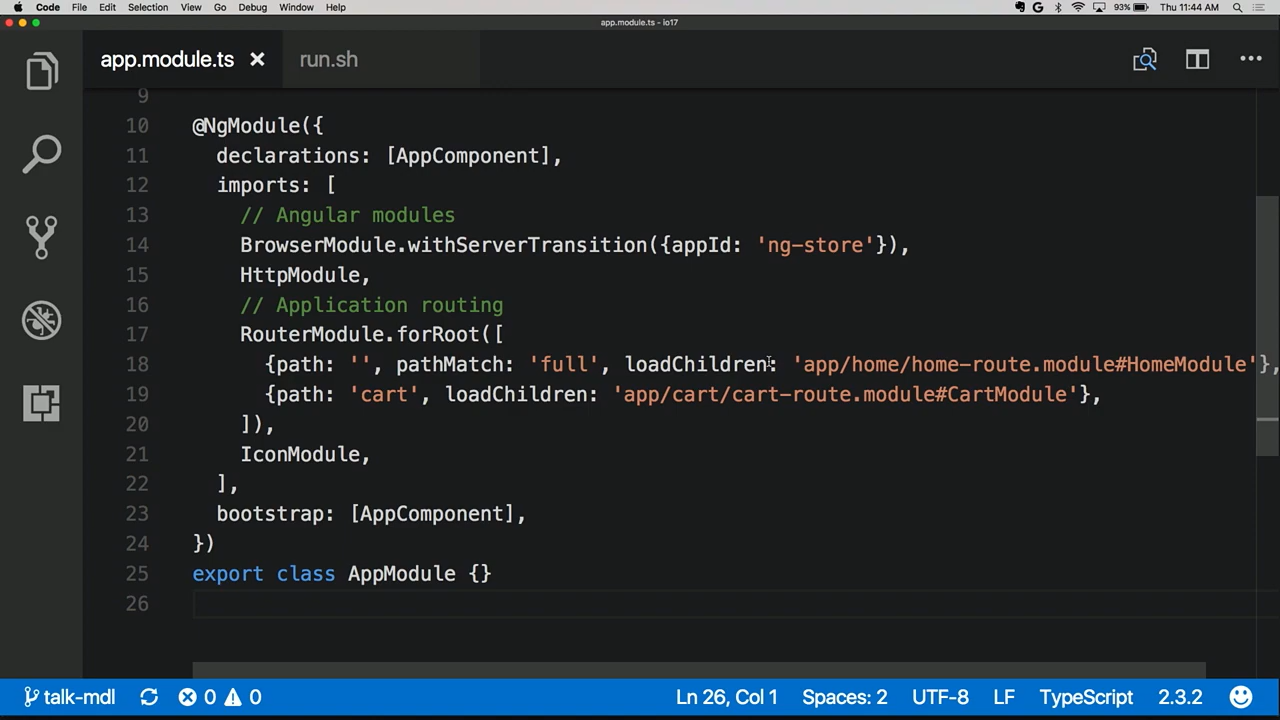 Code File Edit Selection View Go Debug Window Help 93% Thu 11:44 AM
app.module.ts - io17
app.module.ts run.sh
9
10 @NgModule({
11 declarations: [AppComponent],
12 imports: [
13 // Angular modules
14 BrowserModule.withServerTransition({appId: 'ng-store'}),
15 HttpModule,
16 // Application routing
17 RouterModule.forRoot([
18 {path: '', pathMatch: 'full', loadChildren: 'app/home/home-route.module#HomeModule'},
19 {path: 'cart', loadChildren: 'app/cart/cart-route.module#CartModule'},
20 ]),
21 IconModule,
22 ],
23 bootstrap: [AppComponent],
24 })
25 export class AppModule {}
26
talk-mdl 0 0 Ln 26, Col 1 Spaces: 2 UTF-8 LF TypeScript 2.3.2